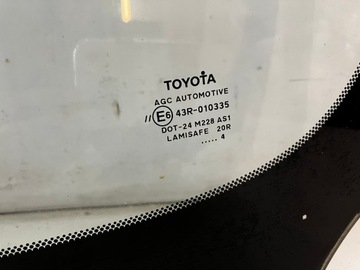 TOYOTA
AGC AUTOMOTIVE
// E6 43R-010335
DOT-24 M228 AS1
LAMISAFE 20R
..... 4